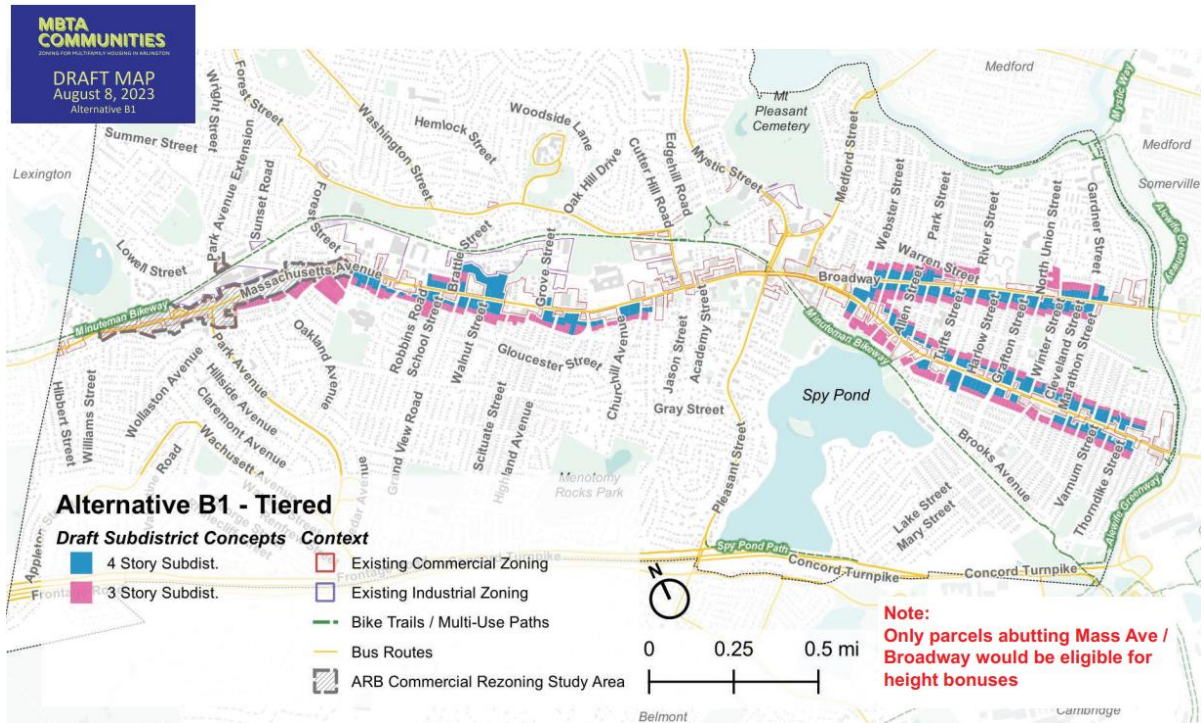 MBTA
COMMUNITIES
ZONING FOR MULTIFAMILY HOUSING IN ARLINGTON
DRAFT MAP
August 8, 2023
Alternative B1
Wright Street
Forest Street
Summer Street
Park Avenue Extension
Sunset Road
Lexington
Lowell Street
Forest Street
Washington Street
Hemlock Street
Woodside Lane
Oak Hill Drive
Cutter Hill Road
Edgehill Road
Mystic Street
Mt
Pleasant
Cemetery
Medford Street
Medford
Mystic Way
Medford
Somerville
Webster Street
Park Street
River Street
North Union Street
Gardner Street
Warren Street
Broadway
Massachusetts Avenue
Brattle Street
Grove Street
Minuteman Bikeway
Robbins Road
School Street
Walnut Street
Gloucester Street
Churchill Avenue
Jason Street
Academy Street
Allen Street
Tufts Street
Harlow Street
Grafton Street
Winter Street
Cleveland Street
Marathon Street
Minuteman Bikeway
Spy Pond
Gray Street
Pleasant Street
Oakland Avenue
Park Avenue
Hillside Avenue
Claremont Avenue
Wollaston Avenue
Hibbert Street
Williams Street
Grand View Road
Scituate Street
Highland Avenue
Menotomy
Rocks Park
Brooks Avenue
Varnum Street
Thorndike Street
Lake Street
Mary Street
Alewife Greenway
Spy Pond Path
Concord Turnpike
Concord Turnpike
Alternative B1 - Tiered
Draft Subdistrict Concepts
4 Story Subdist.
3 Story Subdist.
Context
Existing Commercial Zoning
Existing Industrial Zoning
Bike Trails / Multi-Use Paths
Bus Routes
ARB Commercial Rezoning Study Area
N
0 0.25 0.5 mi
Note:
Only parcels abutting Mass Ave /
Broadway would be eligible for
height bonuses
Belmont
Cambridge